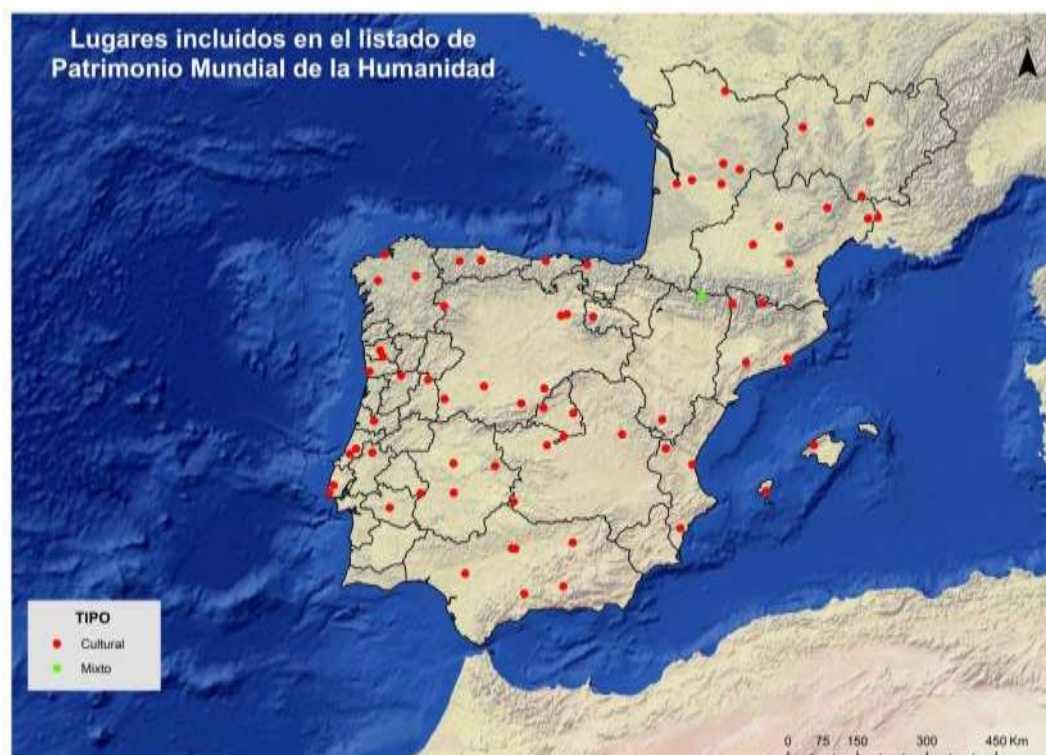 Lugares incluidos en el listado de
Patrimonio Mundial de la Humanidad
TIPO
Cultural
Mixto
0 75 150 300 450 Km